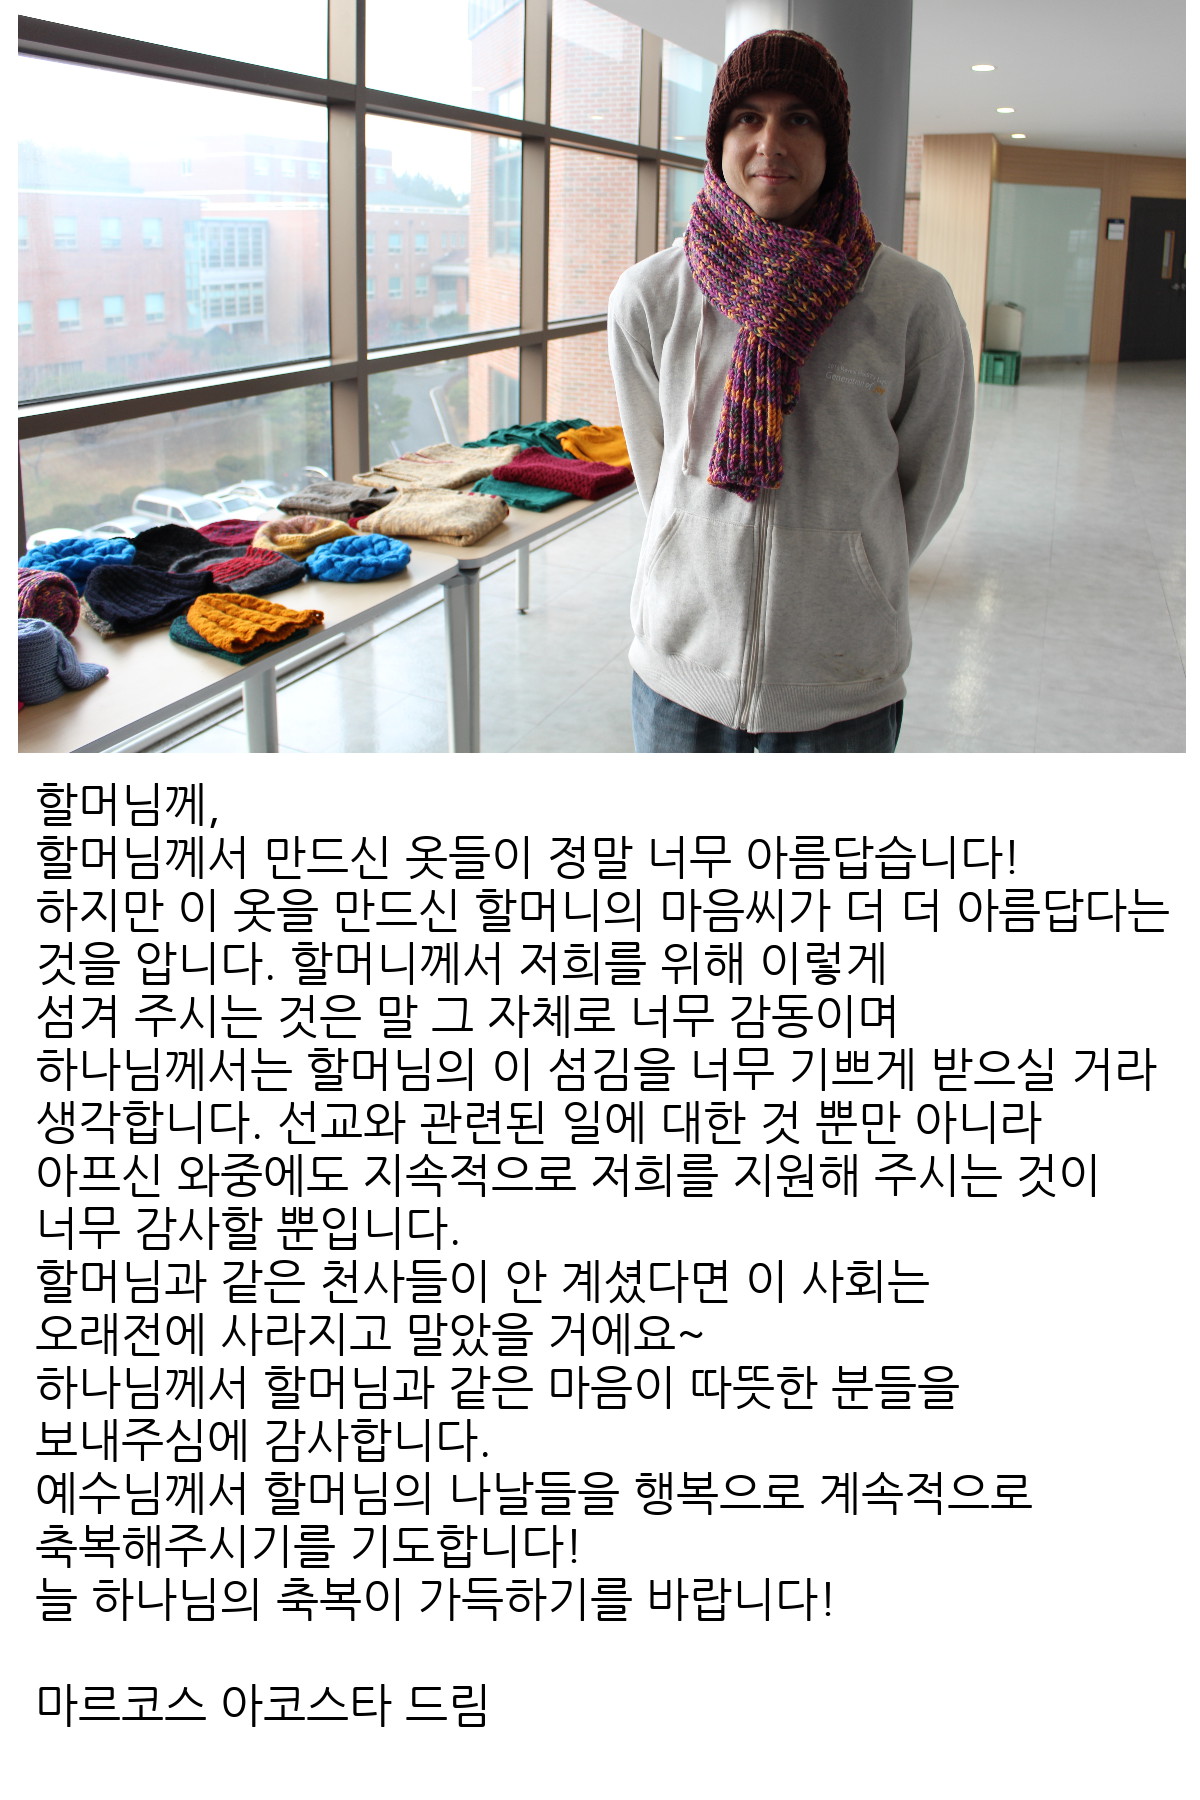 할머님께,
할머님께서 만드신 옷들이 정말 너무 아름답습니다!
하지만 이 옷을 만드신 할머니의 마음씨가 더 더 아름답다는
것을 압니다. 할머니께서 저희를 위해 이렇게
섬겨 주시는 것은 말 그 자체로 너무 감동이며
하나님께서는 할머님의 이 섬김을 너무 기쁘게 받으실 거라
생각합니다. 선교와 관련된 일에 대한 것 뿐만 아니라
아프신 와중에도 지속적으로 저희를 지원해 주시는 것이
너무 감사할 뿐입니다.
할머님과 같은 천사들이 안 계셨다면 이 사회는
오래전에 사라지고 말았을 거에요~
하나님께서 할머님과 같은 마음이 따뜻한 분들을
보내주심에 감사합니다.
예수님께서 할머님의 나날들을 행복으로 계속적으로
축복해주시기를 기도합니다!
늘 하나님의 축복이 가득하기를 바랍니다!
마르코스 아코스타 드림